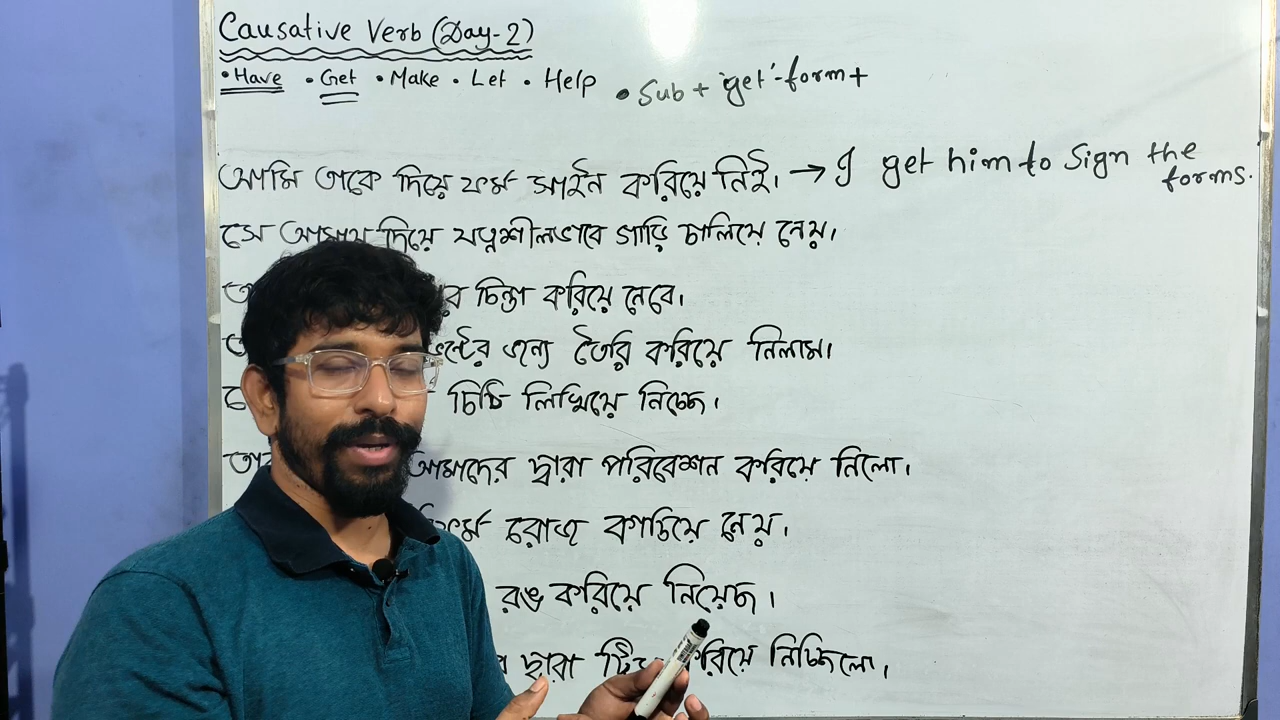 Causative Verb (Day-2)
• Have • Get • Make • Let • Help • Sub + 'get'-form +
আমি তাকে দিয়ে ফর্ম সাইন করিয়ে নিই। → I get him to sign the forms.
সে আমায় দিয়ে যত্নশীলভাবে গাড়ি চালিয়ে নেয়।
চিন্তা করিয়ে নেবে।
জন্যে তৈরি করিয়ে নিলাম।
চিঠি লিখিয়ে নিচ্ছে।
আমাদের দ্বারা পরিবেশন করিয়ে নিলো।
রোজ কাচিয়ে নেয়।
রঙ করিয়ে নিয়েছে।
দ্বারা করিয়ে নিচ্ছিলো।